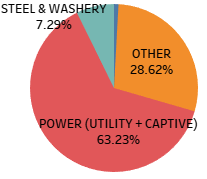 STEEL & WASHERY
7.29%
OTHER
28.62%
POWER (UTILITY + CAPTIVE)
63.23%